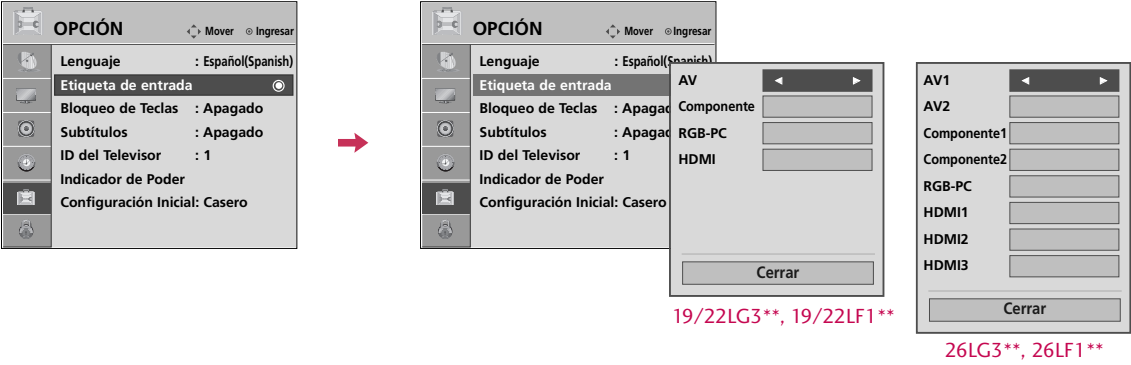 OPCIÓN Mover Ingresar
Lenguaje : Español(Spanish)
Etiqueta de entrada
Bloqueo de Teclas : Apagado
Subtítulos : Apagado
ID del Televisor : 1
Indicador de Poder
Configuración Inicial: Casero
OPCIÓN Mover Ingresar
Lenguaje : Español(Spanish)
Etiqueta de entrada
Bloqueo de Teclas : Apagad
Subtítulos : Apagad
ID del Televisor : 1
Indicador de Poder
Configuración Inicial: Casero
AV
Componente
RGB-PC
HDMI
Cerrar
19/22LG3**, 19/22LF1**
AV1
AV2
Componente1
Componente2
RGB-PC
HDMI1
HDMI2
HDMI3
Cerrar
26LG3**, 26LF1**